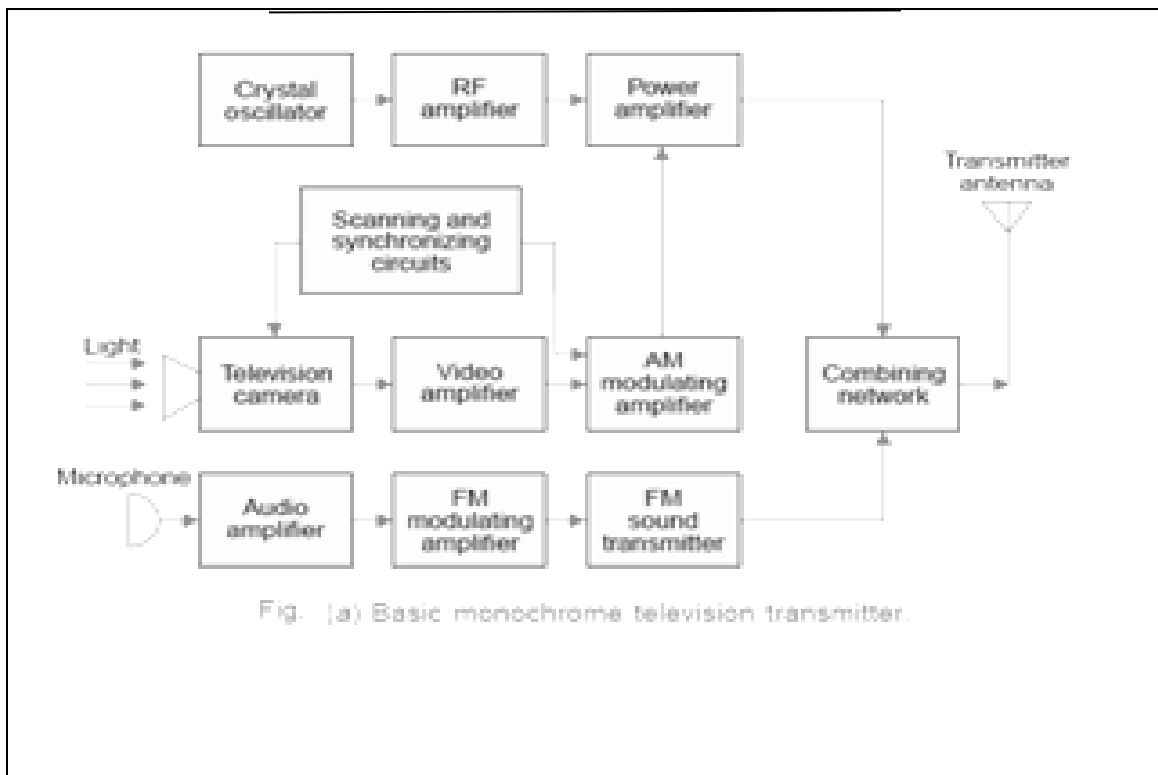 Crystal
oscillator
RF
amplifier
Power
amplifier
Transmitter
antenna
Scanning and
synchronizing
circuits
Light
Television
camera
Video
amplifier
AM
modulating
amplifier
Combining
network
Microphone
Audio
amplifier
FM
modulating
amplifier
FM
sound
transmitter
Fig. (a) Basic monochrome television transmitter.